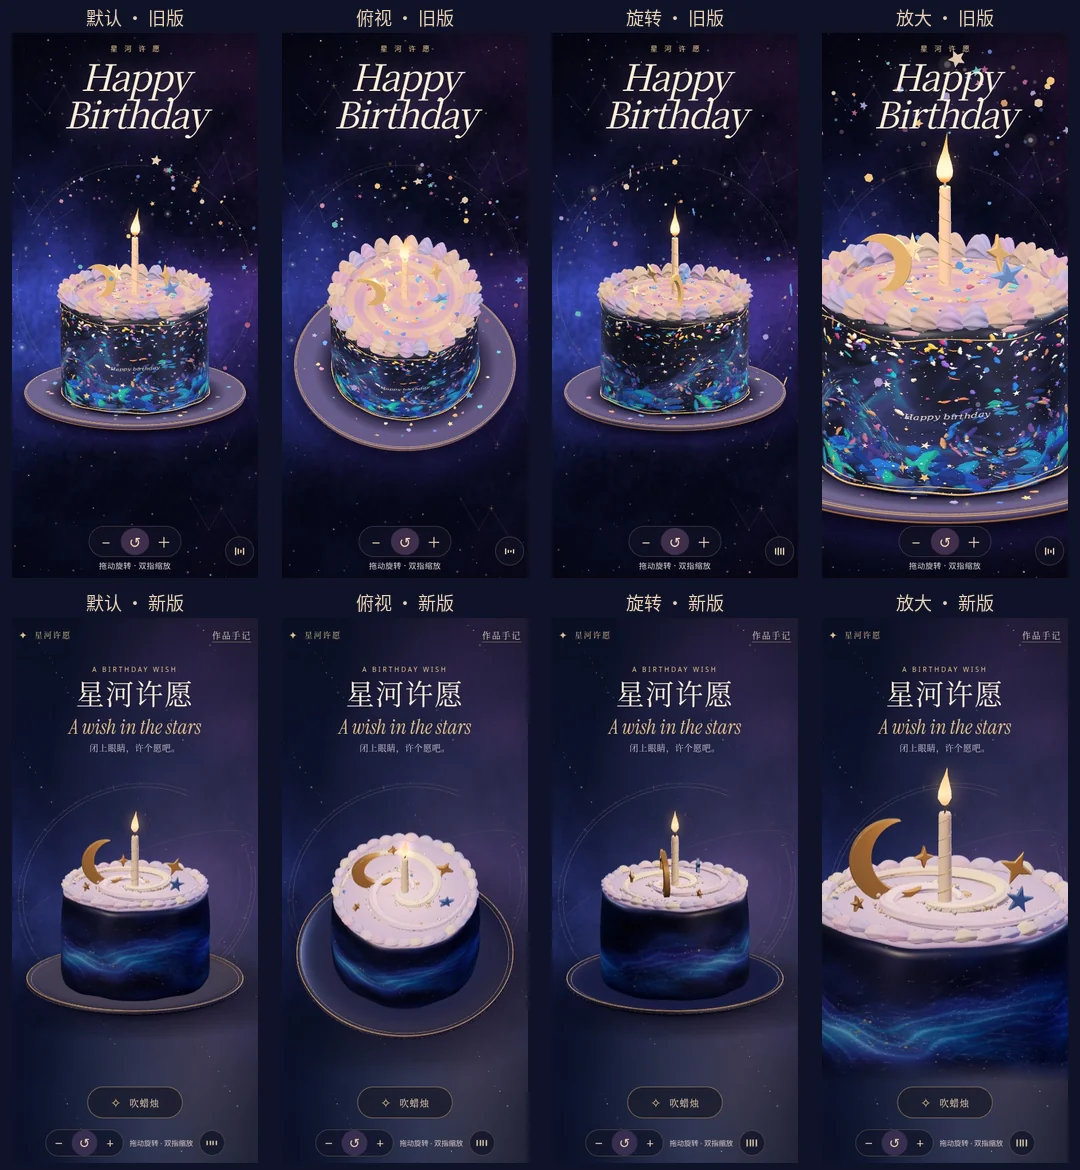 默认 · 旧版
星河许愿
Happy
Birthday
Happy birthday
− ↺ +
拖动旋转 · 双指缩放
俯视 · 旧版
星河许愿
Happy
Birthday
Happy birthday
− ↺ +
拖动旋转 · 双指缩放
旋转 · 旧版
星河许愿
Happy
Birthday
− ↺ +
拖动旋转 · 双指缩放
放大 · 旧版
星河许愿
Happy
Birthday
Happy birthday
− ↺ +
拖动旋转 · 双指缩放
默认 · 新版
星河许愿
作品手记
A BIRTHDAY WISH
星河许愿
A wish in the stars
闭上眼睛，许个愿吧。
吹蜡烛
− ↺ +
拖动旋转 · 双指缩放
俯视 · 新版
星河许愿
作品手记
A BIRTHDAY WISH
星河许愿
A wish in the stars
闭上眼睛，许个愿吧。
吹蜡烛
− ↺ +
拖动旋转 · 双指缩放
旋转 · 新版
星河许愿
作品手记
A BIRTHDAY WISH
星河许愿
A wish in the stars
闭上眼睛，许个愿吧。
吹蜡烛
− ↺ +
拖动旋转 · 双指缩放
放大 · 新版
星河许愿
作品手记
A BIRTHDAY WISH
星河许愿
A wish in the stars
闭上眼睛，许个愿吧。
吹蜡烛
− ↺ +
拖动旋转 · 双指缩放